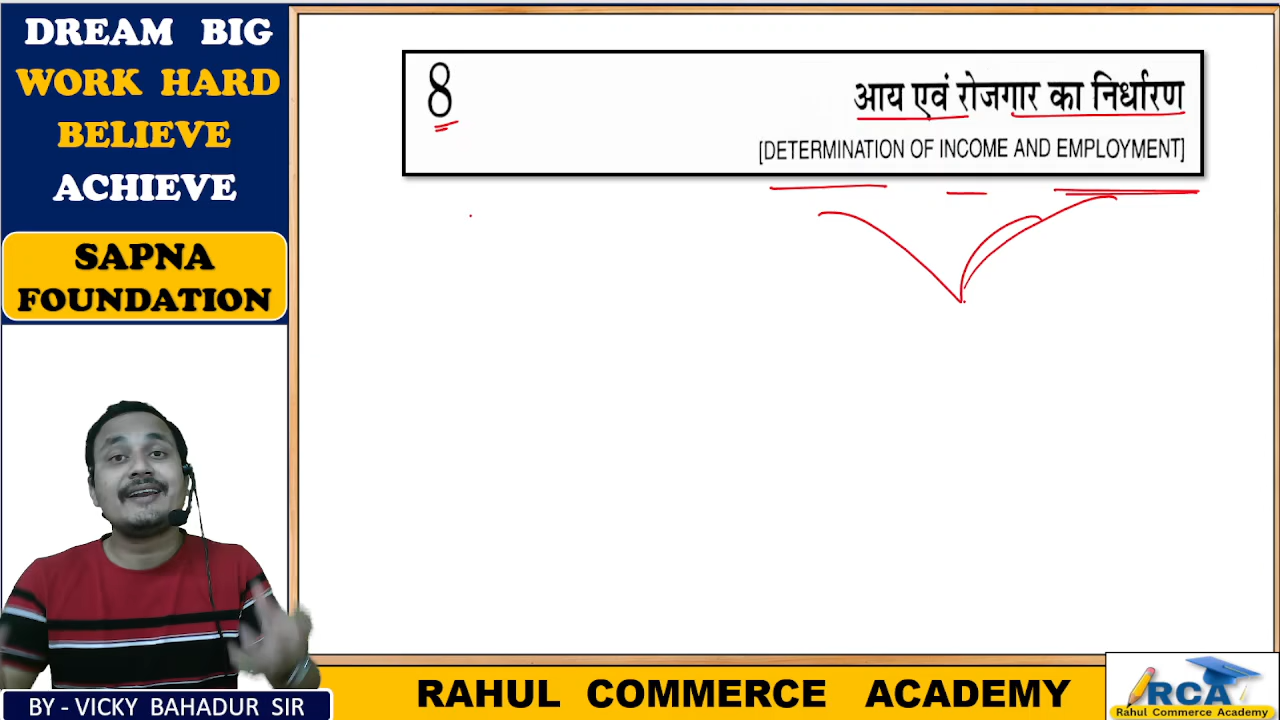 DREAM BIG
WORK HARD
BELIEVE
ACHIEVE
SAPNA
FOUNDATION
8
आय एवं रोजगार का निर्धारण
[DETERMINATION OF INCOME AND EMPLOYMENT]
BY - VICKY BAHADUR SIR
RAHUL COMMERCE ACADEMY
RCA
Rahul Commerce Academy